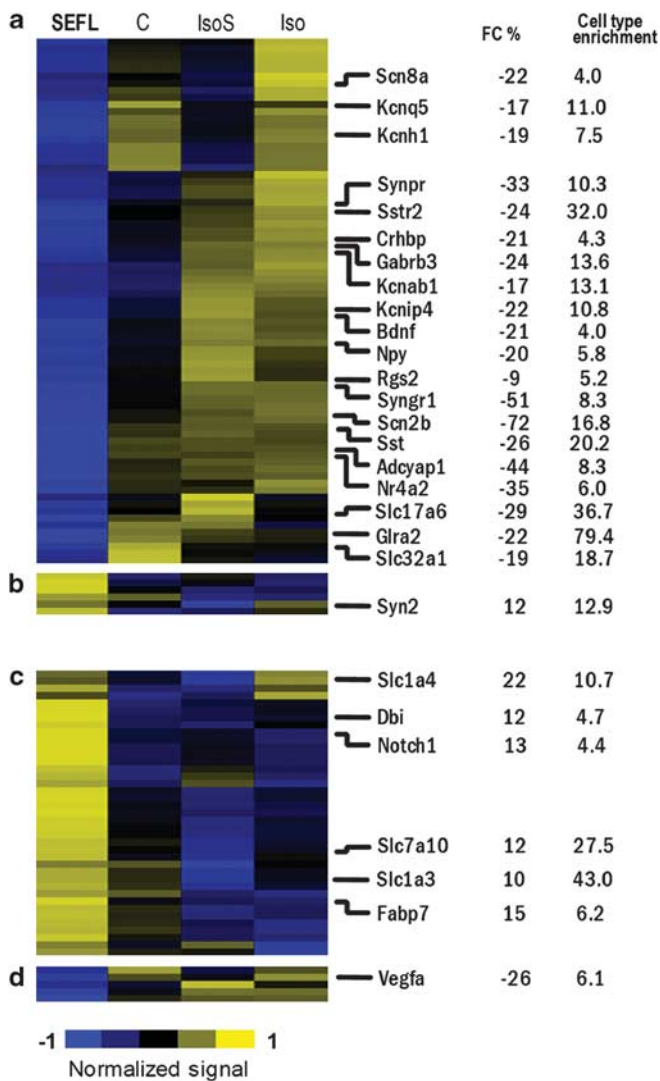 a SEFL C IsoS Iso FC % Cell type enrichment
Scn8a -22 4.0
Kcnq5 -17 11.0
Kcnh1 -19 7.5
Synpr -33 10.3
Sstr2 -24 32.0
Crhbp -21 4.3
Gabrb3 -24 13.6
Kcnab1 -17 13.1
Kcnip4 -22 10.8
Bdnf -21 4.0
Npy -20 5.8
Rgs2 -9 5.2
Syngr1 -51 8.3
Scn2b -72 16.8
Sst -26 20.2
Adcyap1 -44 8.3
Nr4a2 -35 6.0
Slc17a6 -29 36.7
Glra2 -22 79.4
Slc32a1 -19 18.7
b
Syn2 12 12.9
c Slc1a4 22 10.7
Dbi 12 4.7
Notch1 13 4.4
Slc7a10 12 27.5
Slc1a3 10 43.0
Fabp7 15 6.2
d Vegfa -26 6.1
-1 1
Normalized signal